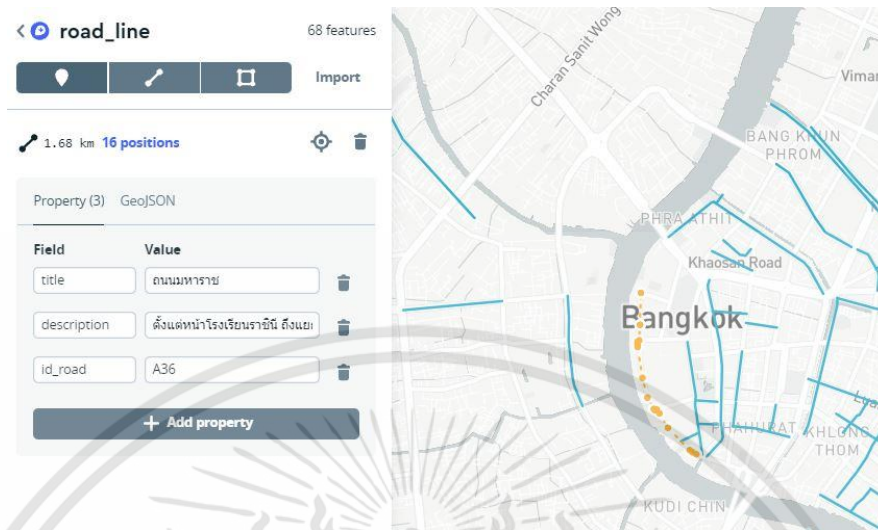 road_line
68 features
Import
1.68 km 16 positions
Property (3) GeoJSON
Field Value
title ถนนมหาราช
description ตั้งแต่หน้าโรงเรียนราชินี ถึงแยะ
id_road A36
+ Add property
Charan Sanit Wong
Vimar
BANG KHUN
PHROM
PHRA ATHIT
Khaosan Road
Bangkok
PHAHURAT
KHLONG
THOM
KUDI CHIN